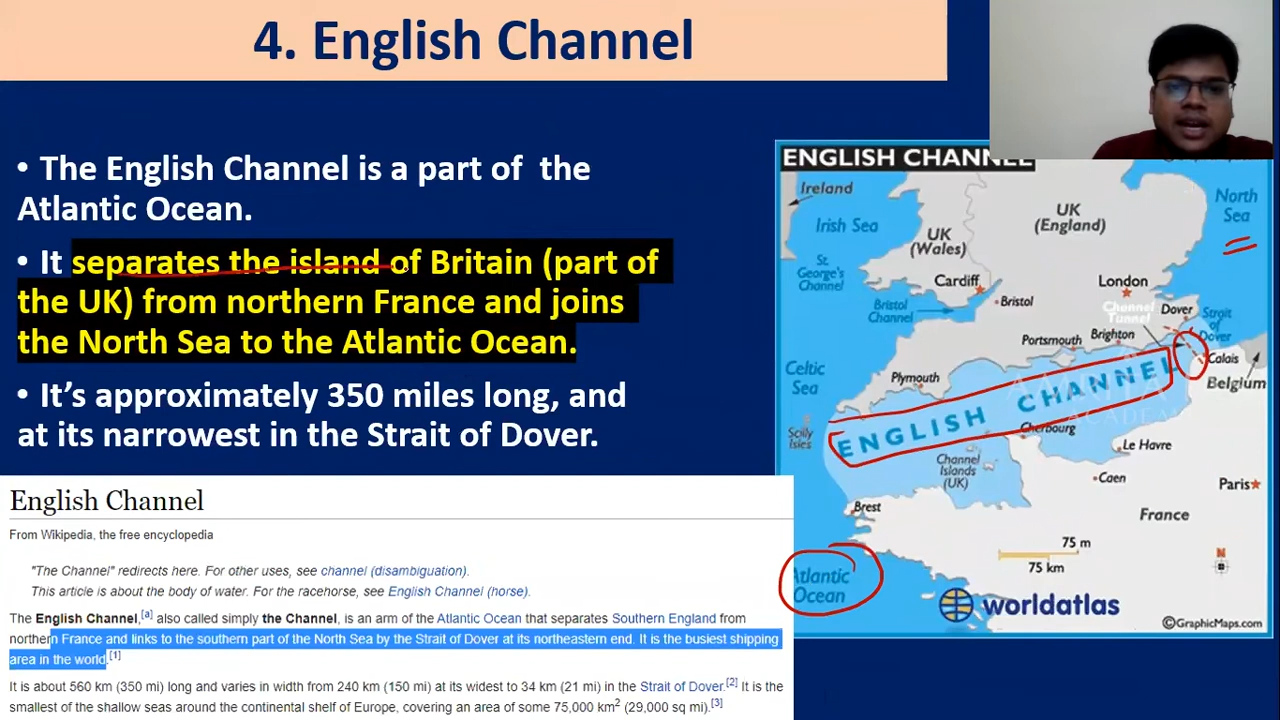 4. English Channel
• The English Channel is a part of the
Atlantic Ocean.
• It separates the island of Britain (part of
the UK) from northern France and joins
the North Sea to the Atlantic Ocean.
• It's approximately 350 miles long, and
at its narrowest in the Strait of Dover.
English Channel
From Wikipedia, the free encyclopedia
"The Channel" redirects here. For other uses, see channel (disambiguation).
This article is about the body of water. For the racehorse, see English Channel (horse).
The English Channel,[a] also called simply the Channel, is an arm of the Atlantic Ocean that separates Southern England from
northern France and links to the southern part of the North Sea by the Strait of Dover at its northeastern end. It is the busiest shipping
area in the world.[1]
It is about 560 km (350 mi) long and varies in width from 240 km (150 mi) at its widest to 34 km (21 mi) in the Strait of Dover.[2] It is the
smallest of the shallow seas around the continental shelf of Europe, covering an area of some 75,000 km2 (29,000 sq mi).[3]
ENGLISH CHANNEL
Ireland
North
Sea
UK
(England)
Irish Sea
UK
(Wales)
St.
George's
Channel
Cardiff
London
Bristol
Bristol
Channel
Channel
Tunnel
Dover
Strait
of
Dover
Portsmouth
Brighton
Calais
Celtic
Sea
Plymouth
Belgium
ENGLISH CHANNEL
ACADEM
Scilly
Isles
Cherbourg
Le Havre
Channel
Islands
(UK)
Caen
Paris
Brest
France
75 m
75 km
N
Atlantic
Ocean
worldatlas
©GraphicMaps.com